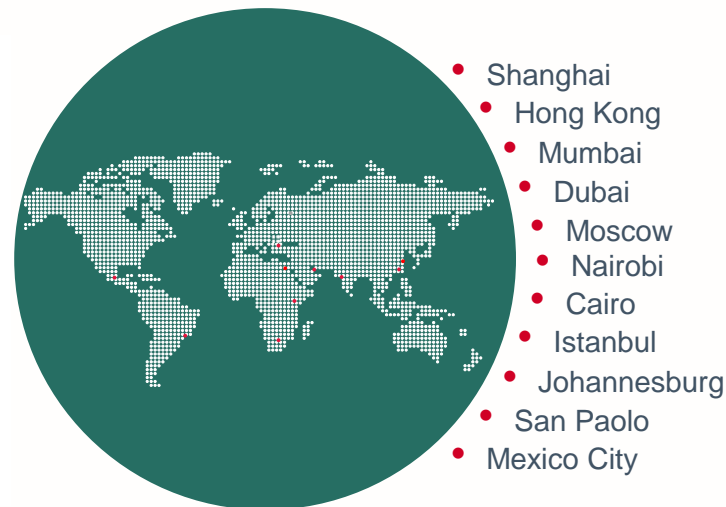 Shanghai
Hong Kong
Mumbai
Dubai
Moscow
Nairobi
Cairo
Istanbul
Johannesburg
San Paolo
Mexico City